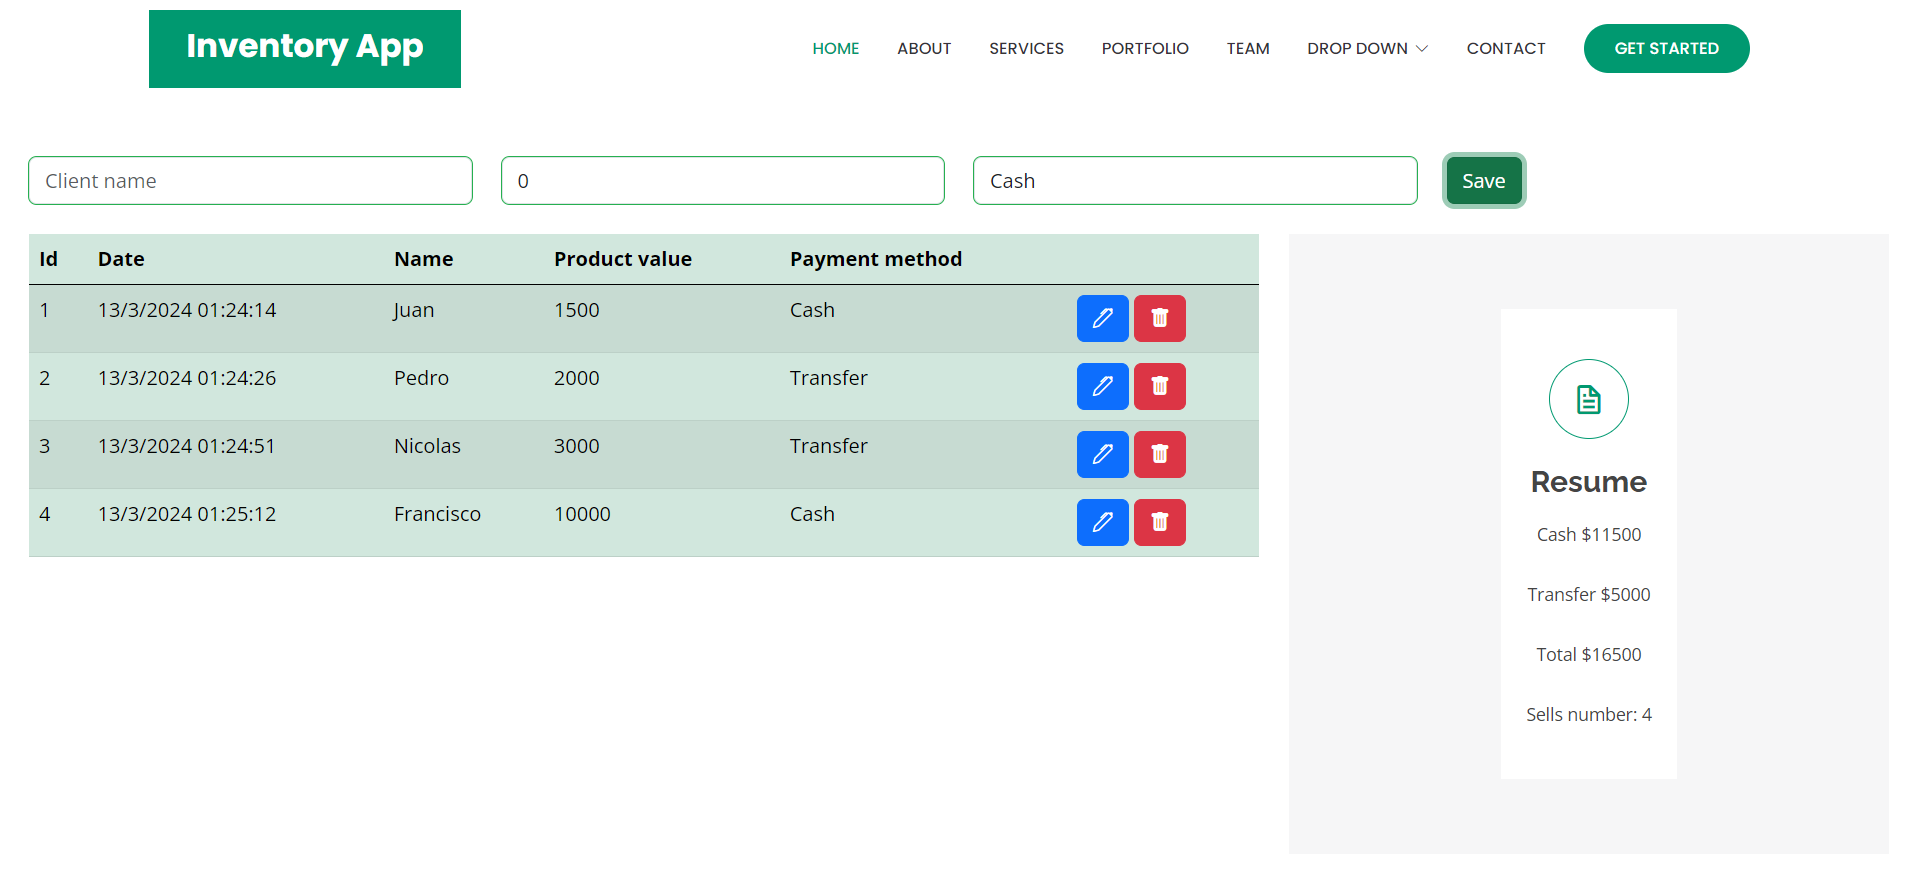 Inventory App
HOME ABOUT SERVICES PORTFOLIO TEAM DROP DOWN CONTACT GET STARTED
Client name 0 Cash Save
Id Date Name Product value Payment method
1 13/3/2024 01:24:14 Juan 1500 Cash
2 13/3/2024 01:24:26 Pedro 2000 Transfer
3 13/3/2024 01:24:51 Nicolas 3000 Transfer
4 13/3/2024 01:25:12 Francisco 10000 Cash
Resume
Cash $11500
Transfer $5000
Total $16500
Sells number: 4